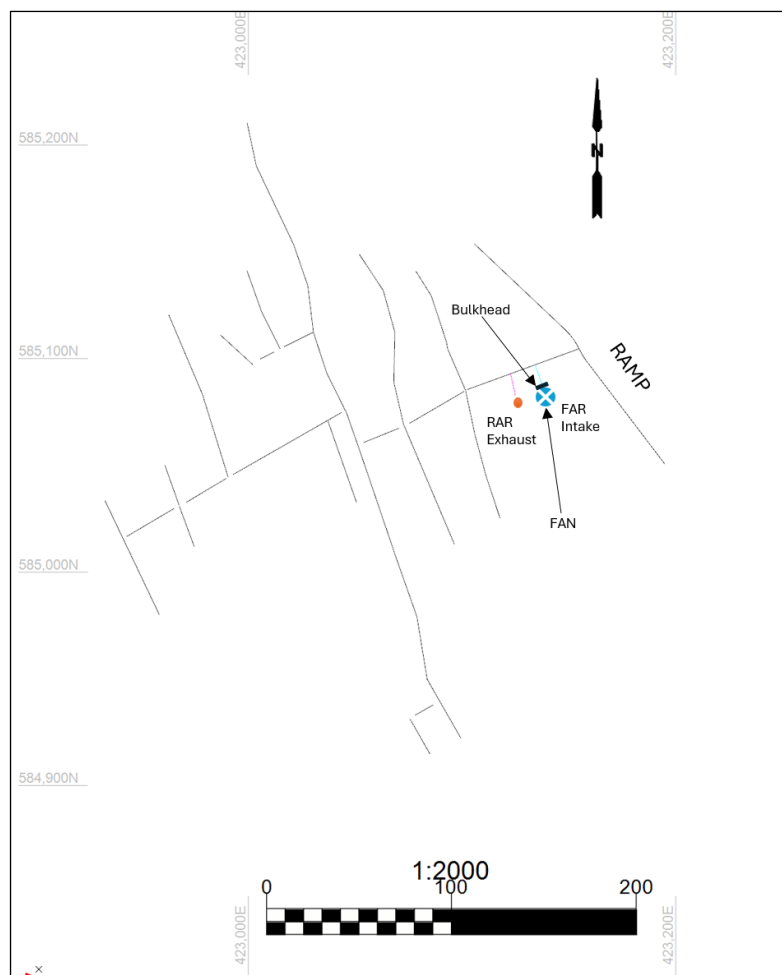 423,000E
423,200E
585,200N
N
585,100N
Bulkhead
RAMP
RAR
Exhaust
FAR
Intake
FAN
585,000N
584,900N
1:2000
0
100
200
423,000E
423,200E